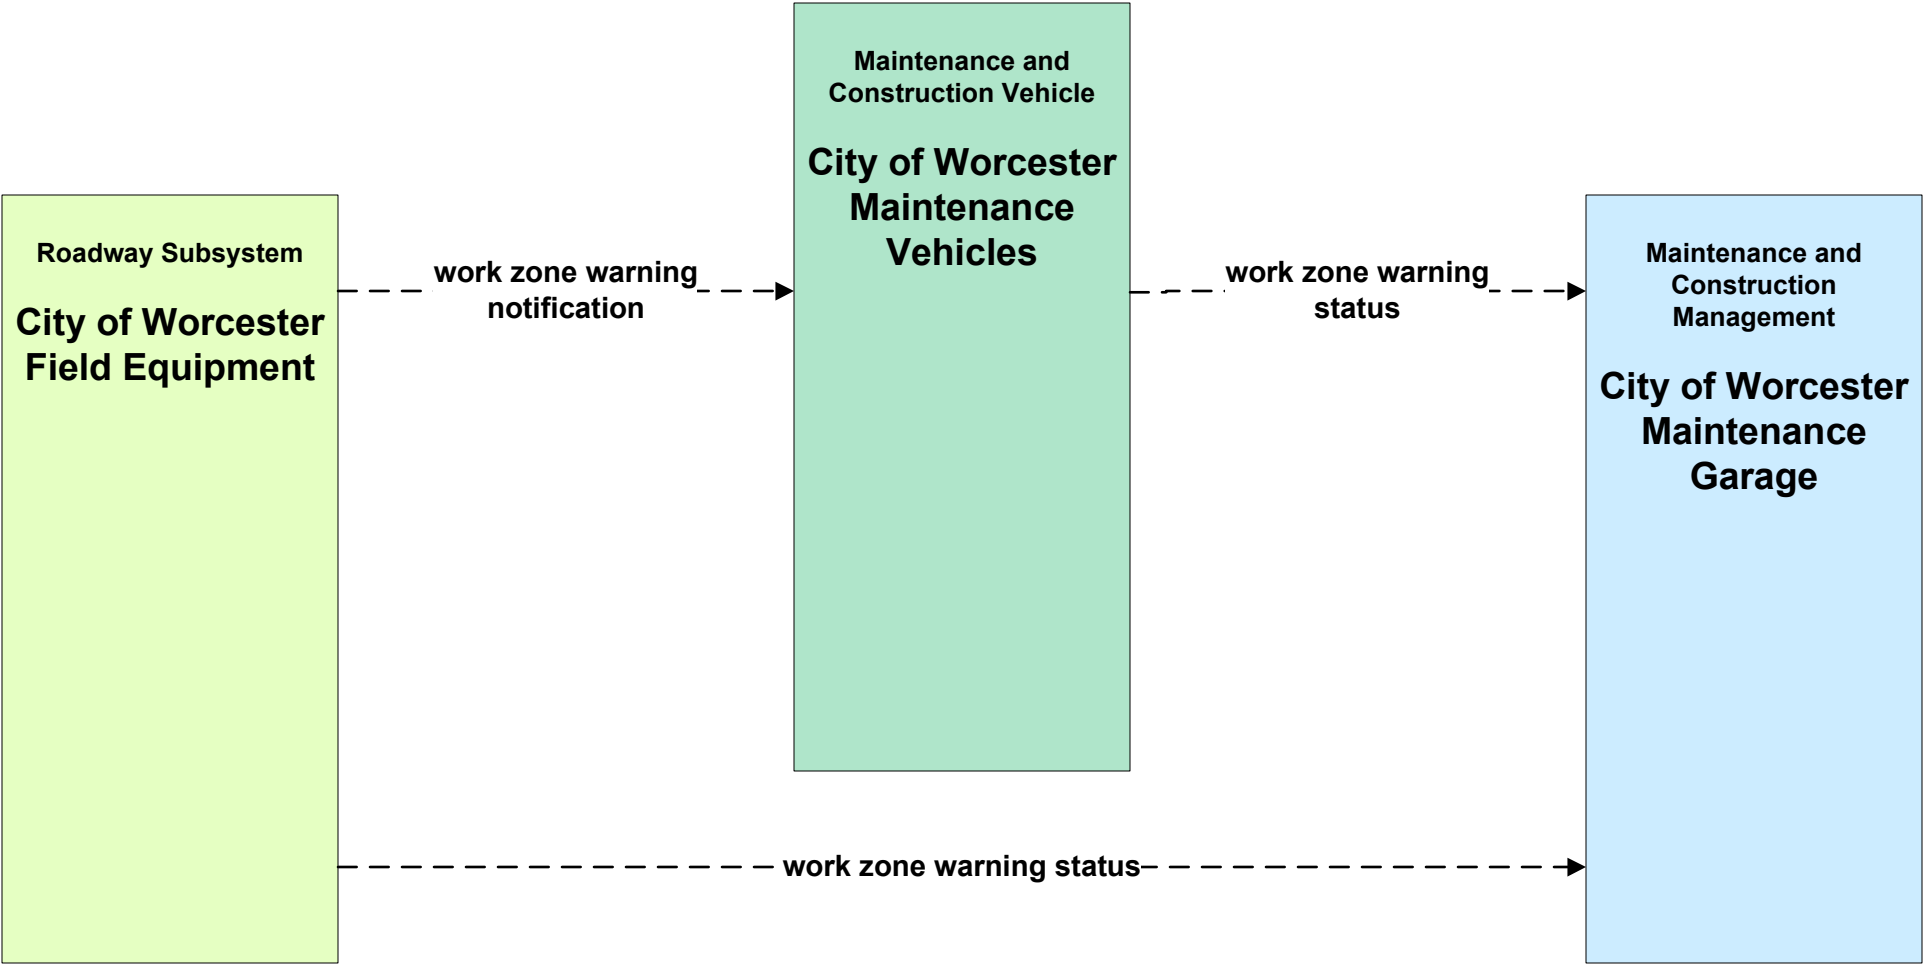 Maintenance and
Construction Vehicle
City of Worcester
Maintenance
Vehicles
Roadway Subsystem
City of Worcester
Field Equipment
work zone warning
notification
work zone warning
status
Maintenance and
Construction
Management
City of Worcester
Maintenance
Garage
work zone warning status